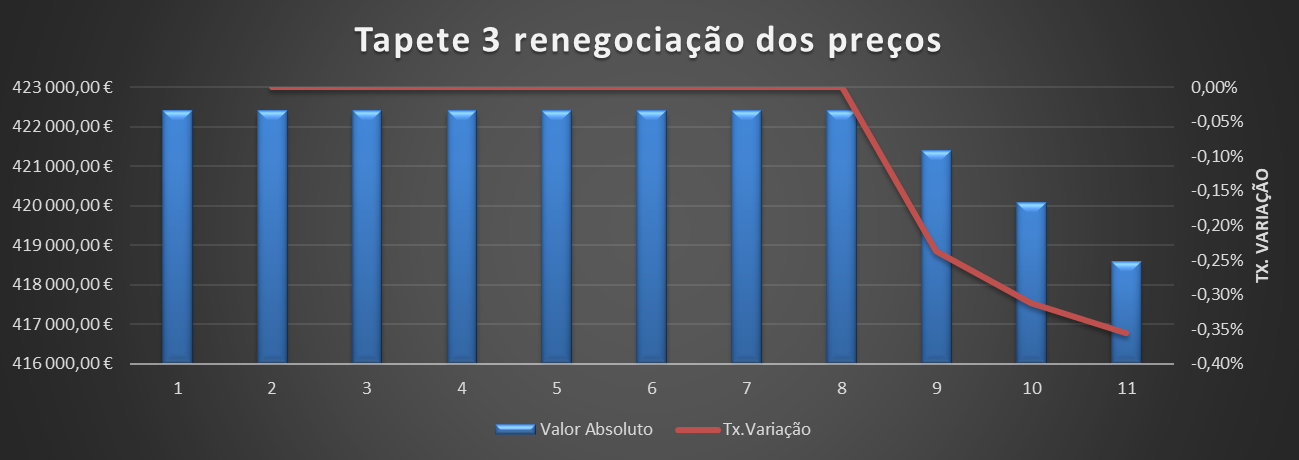 Tapete 3 renegociação dos preços
423 000,00 €
422 000,00 €
421 000,00 €
420 000,00 €
419 000,00 €
418 000,00 €
417 000,00 €
416 000,00 €
0,00%
-0,05%
-0,10%
-0,15%
-0,20%
-0,25%
-0,30%
-0,35%
-0,40%
TX. VARIAÇÃO
1 2 3 4 5 6 7 8 9 10 11
Valor Absoluto Tx.Variação